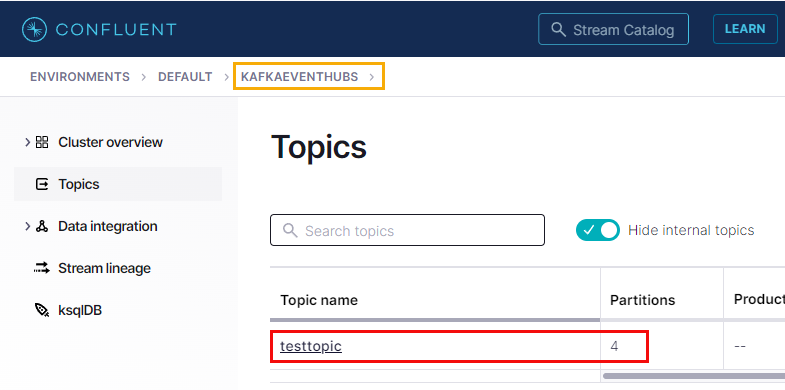 CONFLUENT
Stream Catalog
LEARN
ENVIRONMENTS > DEFAULT > KAFKAEVENTHUBS >
Cluster overview
Topics
Data integration
Stream lineage
ksqlDB
Topics
Search topics
Hide internal topics
Topic name Partitions Product
testtopic 4 --